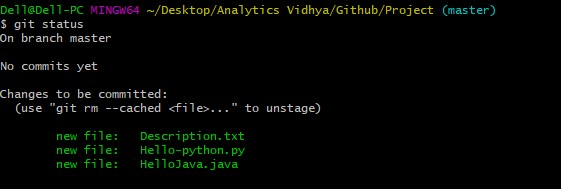 Dell@Dell-PC MINGW64 ~/Desktop/Analytics Vidhya/Github/Project (master)
$ git status
On branch master
No commits yet
Changes to be committed:
(use "git rm --cached <file>..." to unstage)
new file: Description.txt
new file: Hello-python.py
new file: HelloJava.java